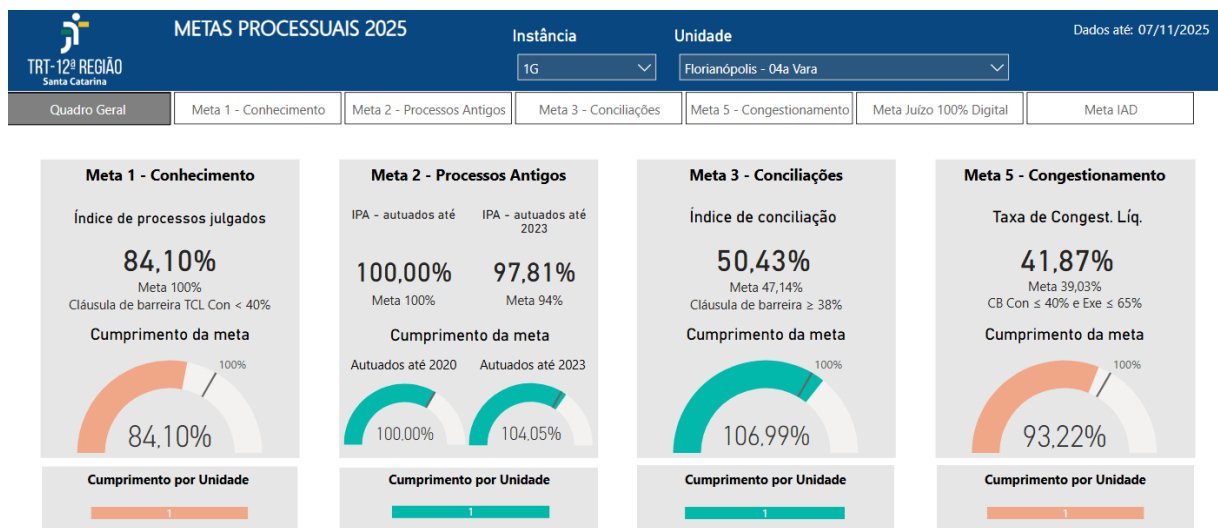 METAS PROCESSUAIS 2025
Instância
Unidade
Dados até: 07/11/2025
TRT-12ª REGIÃO
Santa Catarina
1G
Florianópolis - 04a Vara
Quadro Geral
Meta 1 - Conhecimento
Meta 2 - Processos Antigos
Meta 3 - Conciliações
Meta 5 - Congestionamento
Meta Juízo 100% Digital
Meta IAD
Meta 1 - Conhecimento
Índice de processos julgados
84,10%
Meta 100%
Cláusula de barreira TCL Con < 40%
Cumprimento da meta
100%
84,10%
Cumprimento por Unidade
1
Meta 2 - Processos Antigos
IPA - autuados até
100,00%
Meta 100%
IPA - autuados até
2023
97,81%
Meta 94%
Cumprimento da meta
Autuados até 2020
100,00%
Autuados até 2023
104,05%
Cumprimento por Unidade
1
Meta 3 - Conciliações
Índice de conciliação
50,43%
Meta 47,14%
Cláusula de barreira ≥ 38%
Cumprimento da meta
100%
106,99%
Cumprimento por Unidade
1
Meta 5 - Congestionamento
Taxa de Congest. Líq.
41,87%
Meta 39,03%
CB Con ≤ 40% e Exe ≤ 65%
Cumprimento da meta
100%
93,22%
Cumprimento por Unidade
1